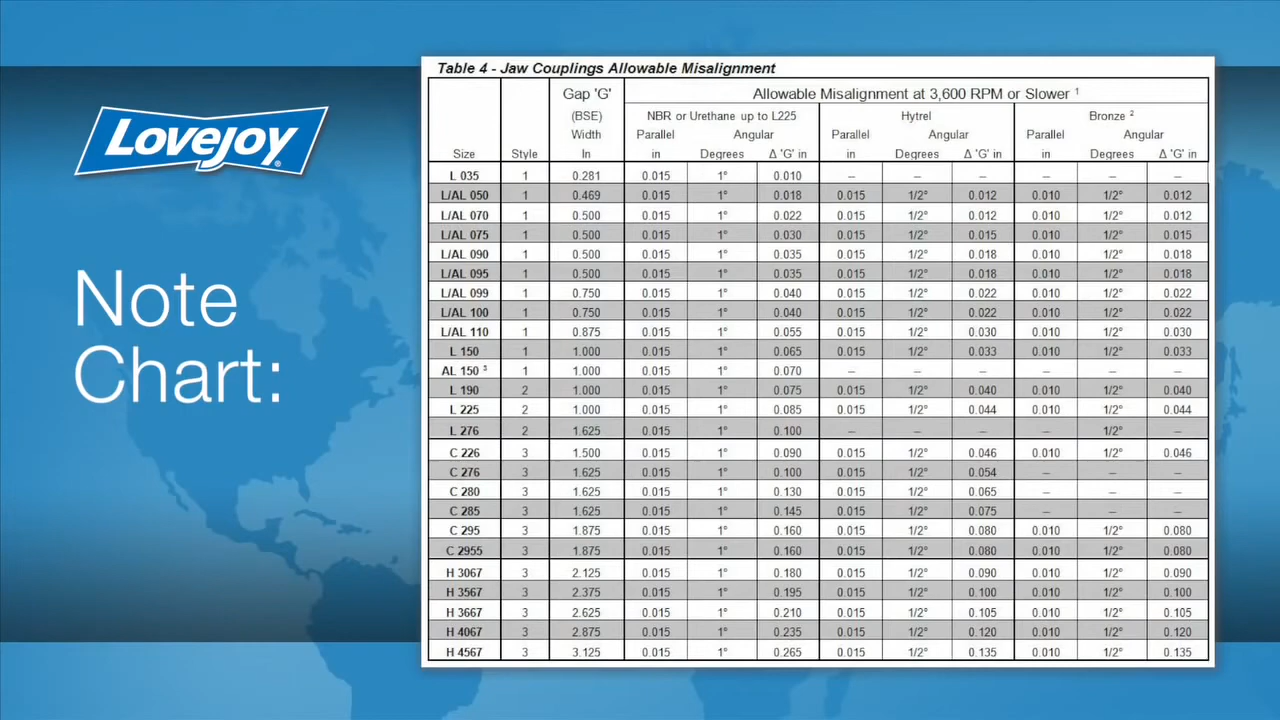 Lovejoy®
Note
Chart:
Table 4 - Jaw Couplings Allowable Misalignment
Gap 'G' Allowable Misalignment at 3,600 RPM or Slower 1
(BSE) NBR or Urethane up to L225 Hytrel Bronze 2
Width Parallel Angular Parallel Angular Parallel Angular
Size Style In in Degrees Δ 'G' in in Degrees Δ 'G' in in Degrees Δ 'G' in
L 035 1 0.281 0.015 1° 0.010 – – – – – –
L/AL 050 1 0.469 0.015 1° 0.018 0.015 1/2° 0.012 0.010 1/2° 0.012
L/AL 070 1 0.500 0.015 1° 0.022 0.015 1/2° 0.012 0.010 1/2° 0.012
L/AL 075 1 0.500 0.015 1° 0.030 0.015 1/2° 0.015 0.010 1/2° 0.015
L/AL 090 1 0.500 0.015 1° 0.035 0.015 1/2° 0.018 0.010 1/2° 0.018
L/AL 095 1 0.500 0.015 1° 0.035 0.015 1/2° 0.018 0.010 1/2° 0.018
L/AL 099 1 0.750 0.015 1° 0.040 0.015 1/2° 0.022 0.010 1/2° 0.022
L/AL 100 1 0.750 0.015 1° 0.040 0.015 1/2° 0.022 0.010 1/2° 0.022
L/AL 110 1 0.875 0.015 1° 0.055 0.015 1/2° 0.030 0.010 1/2° 0.030
L 150 1 1.000 0.015 1° 0.065 0.015 1/2° 0.033 0.010 1/2° 0.033
AL 150 3 1 1.000 0.015 1° 0.070 – – – – – –
L 190 2 1.000 0.015 1° 0.075 0.015 1/2° 0.040 0.010 1/2° 0.040
L 225 2 1.000 0.015 1° 0.085 0.015 1/2° 0.044 0.010 1/2° 0.044
L 276 2 1.625 0.015 1° 0.100 – – – – 1/2° –
C 226 3 1.500 0.015 1° 0.090 0.015 1/2° 0.046 0.010 1/2° 0.046
C 276 3 1.625 0.015 1° 0.100 0.015 1/2° 0.054 – – –
C 280 3 1.625 0.015 1° 0.130 0.015 1/2° 0.065 – – –
C 285 3 1.625 0.015 1° 0.145 0.015 1/2° 0.075 – – –
C 295 3 1.875 0.015 1° 0.160 0.015 1/2° 0.080 0.010 1/2° 0.080
C 2955 3 1.875 0.015 1° 0.160 0.015 1/2° 0.080 0.010 1/2° 0.080
H 3067 3 2.125 0.015 1° 0.180 0.015 1/2° 0.090 0.010 1/2° 0.090
H 3567 3 2.375 0.015 1° 0.195 0.015 1/2° 0.100 0.010 1/2° 0.100
H 3667 3 2.625 0.015 1° 0.210 0.015 1/2° 0.105 0.010 1/2° 0.105
H 4067 3 2.875 0.015 1° 0.235 0.015 1/2° 0.120 0.010 1/2° 0.120
H 4567 3 3.125 0.015 1° 0.265 0.015 1/2° 0.135 0.010 1/2° 0.135